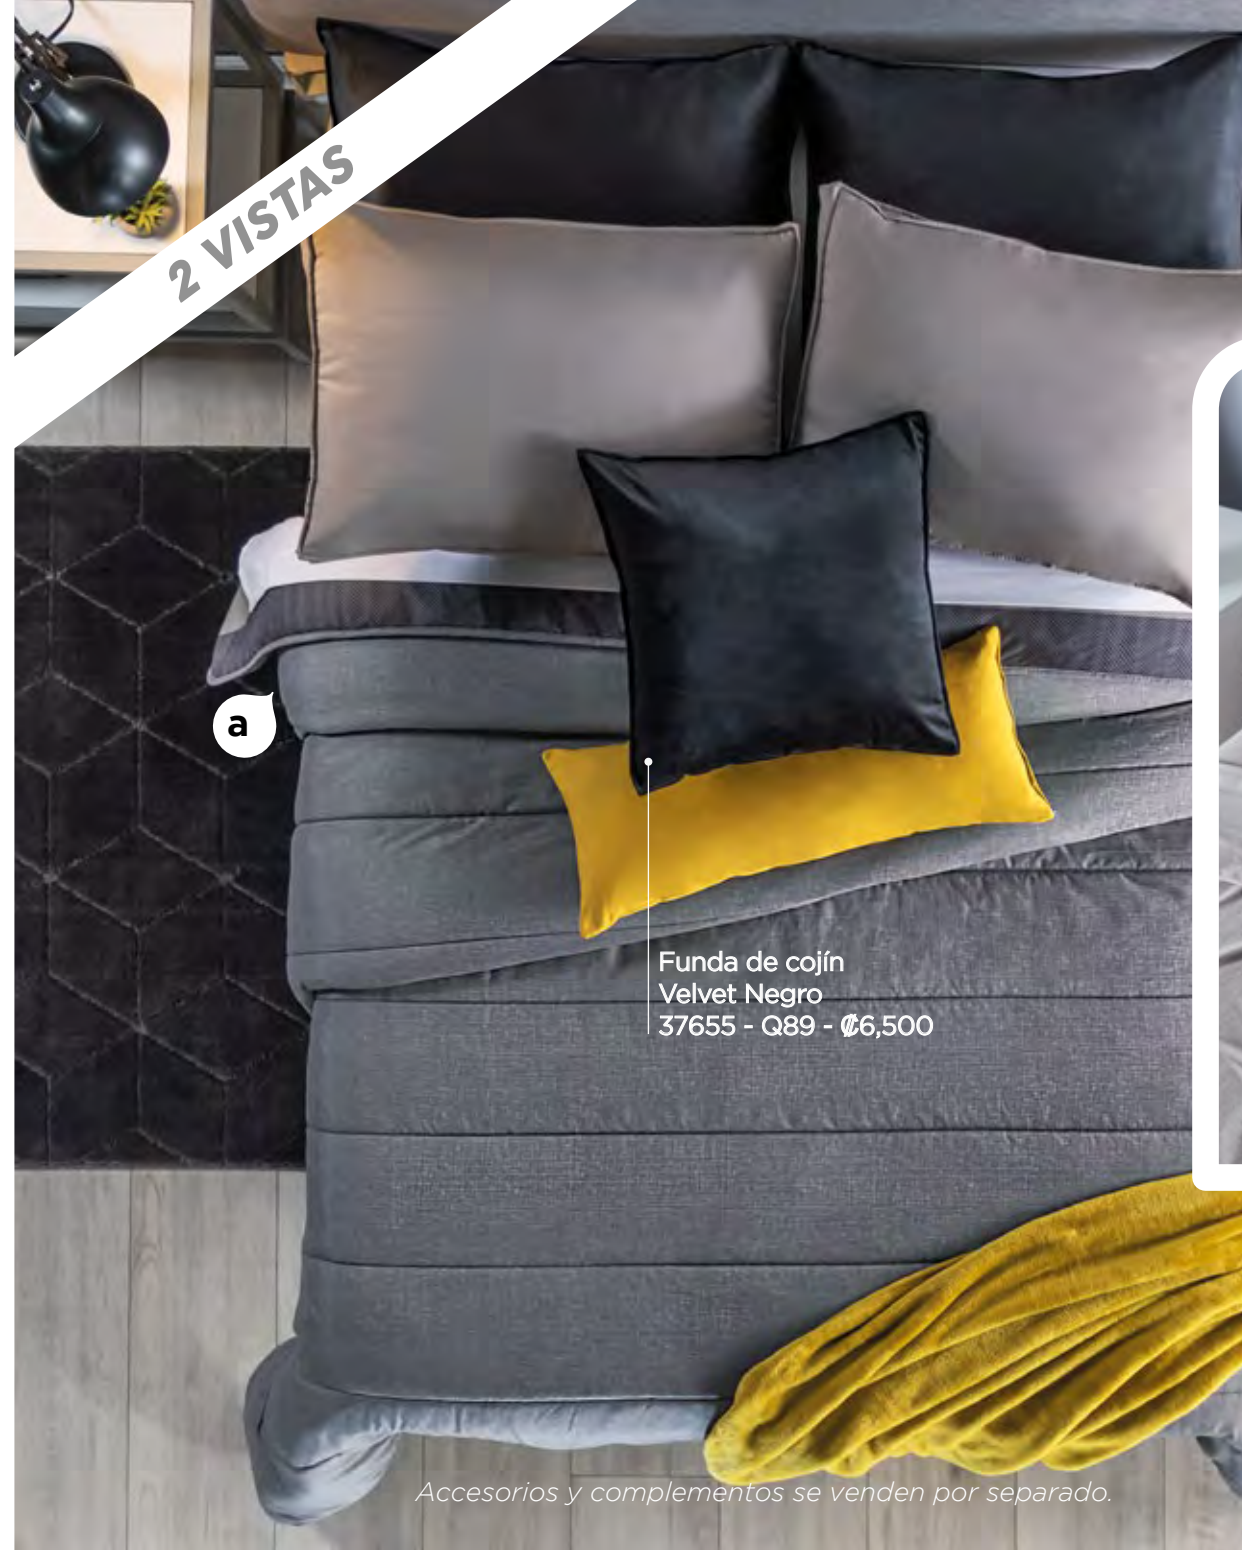 2 VISTAS
a
Funda de cojín
Velvet Negro
37655 - Q89 - ₡6,500
Accesorios y complementos se venden por separado.